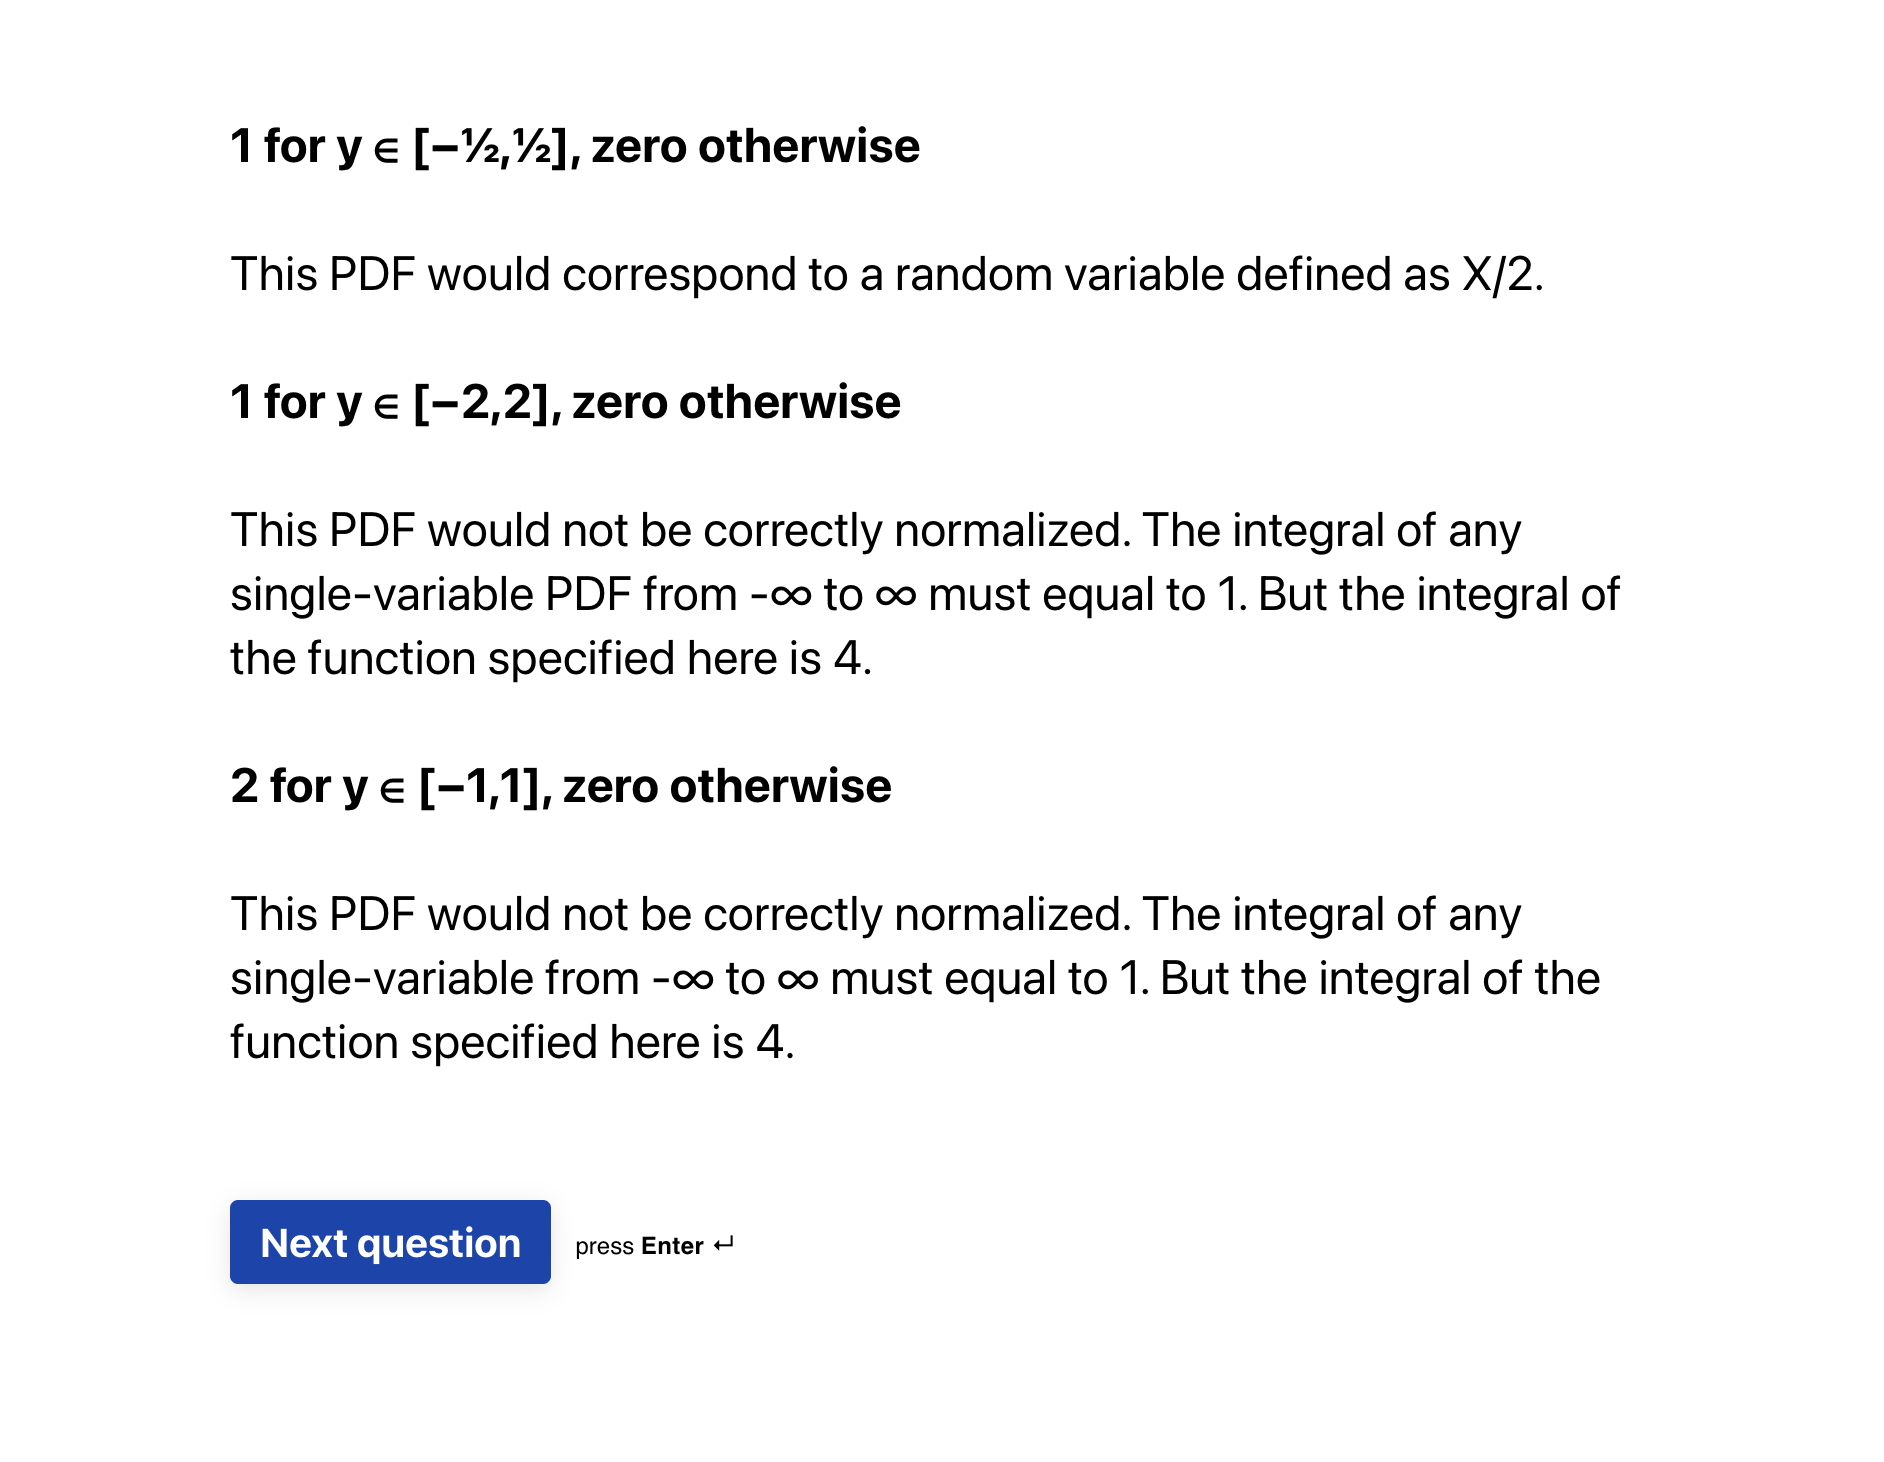 1 for y ∈ [−½,½], zero otherwise
This PDF would correspond to a random variable defined as X/2.
1 for y ∈ [−2,2], zero otherwise
This PDF would not be correctly normalized. The integral of any
single-variable PDF from -∞ to ∞ must equal to 1. But the integral of
the function specified here is 4.
2 for y ∈ [−1,1], zero otherwise
This PDF would not be correctly normalized. The integral of any
single-variable from -∞ to ∞ must equal to 1. But the integral of the
function specified here is 4.
Next question press Enter ↵